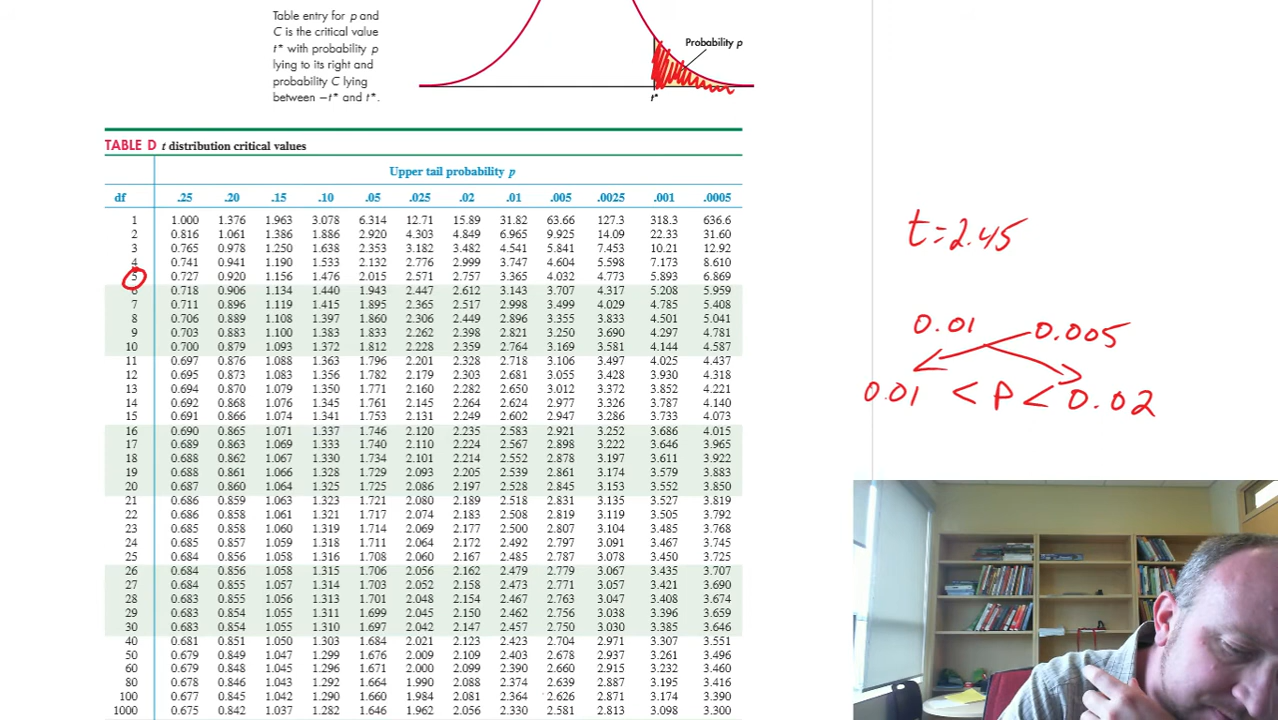 Table entry for p and
C is the critical value
t* with probability p
lying to its right and
probability C lying
between −t* and t*.
Probability p
t*
TABLE D t distribution critical values
Upper tail probability p
df .25 .20 .15 .10 .05 .025 .02 .01 .005 .0025 .001 .0005
1 1.000 1.376 1.963 3.078 6.314 12.71 15.89 31.82 63.66 127.3 318.3 636.6
2 0.816 1.061 1.386 1.886 2.920 4.303 4.849 6.965 9.925 14.09 22.33 31.60
3 0.765 0.978 1.250 1.638 2.353 3.182 3.482 4.541 5.841 7.453 10.21 12.92
4 0.741 0.941 1.190 1.533 2.132 2.776 2.999 3.747 4.604 5.598 7.173 8.610
5 0.727 0.920 1.156 1.476 2.015 2.571 2.757 3.365 4.032 4.773 5.893 6.869
6 0.718 0.906 1.134 1.440 1.943 2.447 2.612 3.143 3.707 4.317 5.208 5.959
7 0.711 0.896 1.119 1.415 1.895 2.365 2.517 2.998 3.499 4.029 4.785 5.408
8 0.706 0.889 1.108 1.397 1.860 2.306 2.449 2.896 3.355 3.833 4.501 5.041
9 0.703 0.883 1.100 1.383 1.833 2.262 2.398 2.821 3.250 3.690 4.297 4.781
10 0.700 0.879 1.093 1.372 1.812 2.228 2.359 2.764 3.169 3.581 4.144 4.587
11 0.697 0.876 1.088 1.363 1.796 2.201 2.328 2.718 3.106 3.497 4.025 4.437
12 0.695 0.873 1.083 1.356 1.782 2.179 2.303 2.681 3.055 3.428 3.930 4.318
13 0.694 0.870 1.079 1.350 1.771 2.160 2.282 2.650 3.012 3.372 3.852 4.221
14 0.692 0.868 1.076 1.345 1.761 2.145 2.264 2.624 2.977 3.326 3.787 4.140
15 0.691 0.866 1.074 1.341 1.753 2.131 2.249 2.602 2.947 3.286 3.733 4.073
16 0.690 0.865 1.071 1.337 1.746 2.120 2.235 2.583 2.921 3.252 3.686 4.015
17 0.689 0.863 1.069 1.333 1.740 2.110 2.224 2.567 2.898 3.222 3.646 3.965
18 0.688 0.862 1.067 1.330 1.734 2.101 2.214 2.552 2.878 3.197 3.611 3.922
19 0.688 0.861 1.066 1.328 1.729 2.093 2.205 2.539 2.861 3.174 3.579 3.883
20 0.687 0.860 1.064 1.325 1.725 2.086 2.197 2.528 2.845 3.153 3.552 3.850
21 0.686 0.859 1.063 1.323 1.721 2.080 2.189 2.518 2.831 3.135 3.527 3.819
22 0.686 0.858 1.061 1.321 1.717 2.074 2.183 2.508 2.819 3.119 3.505 3.792
23 0.685 0.858 1.060 1.319 1.714 2.069 2.177 2.500 2.807 3.104 3.485 3.768
24 0.685 0.857 1.059 1.318 1.711 2.064 2.172 2.492 2.797 3.091 3.467 3.745
25 0.684 0.856 1.058 1.316 1.708 2.060 2.167 2.485 2.787 3.078 3.450 3.725
26 0.684 0.856 1.058 1.315 1.706 2.056 2.162 2.479 2.779 3.067 3.435 3.707
27 0.684 0.855 1.057 1.314 1.703 2.052 2.158 2.473 2.771 3.057 3.421 3.690
28 0.683 0.855 1.056 1.313 1.701 2.048 2.154 2.467 2.763 3.047 3.408 3.674
29 0.683 0.854 1.055 1.311 1.699 2.045 2.150 2.462 2.756 3.038 3.396 3.659
30 0.683 0.854 1.055 1.310 1.697 2.042 2.147 2.457 2.750 3.030 3.385 3.646
40 0.681 0.851 1.050 1.303 1.684 2.021 2.123 2.423 2.704 2.971 3.307 3.551
50 0.679 0.849 1.047 1.299 1.676 2.009 2.109 2.403 2.678 2.937 3.261 3.496
60 0.679 0.848 1.045 1.296 1.671 2.000 2.099 2.390 2.660 2.915 3.232 3.460
80 0.678 0.846 1.043 1.292 1.664 1.990 2.088 2.374 2.639 2.887 3.195 3.416
100 0.677 0.845 1.042 1.290 1.660 1.984 2.081 2.364 2.626 2.871 3.174 3.390
1000 0.675 0.842 1.037 1.282 1.646 1.962 2.056 2.330 2.581 2.813 3.098 3.300
t=2.45
0.01 0.005
0.01 < P < 0.02